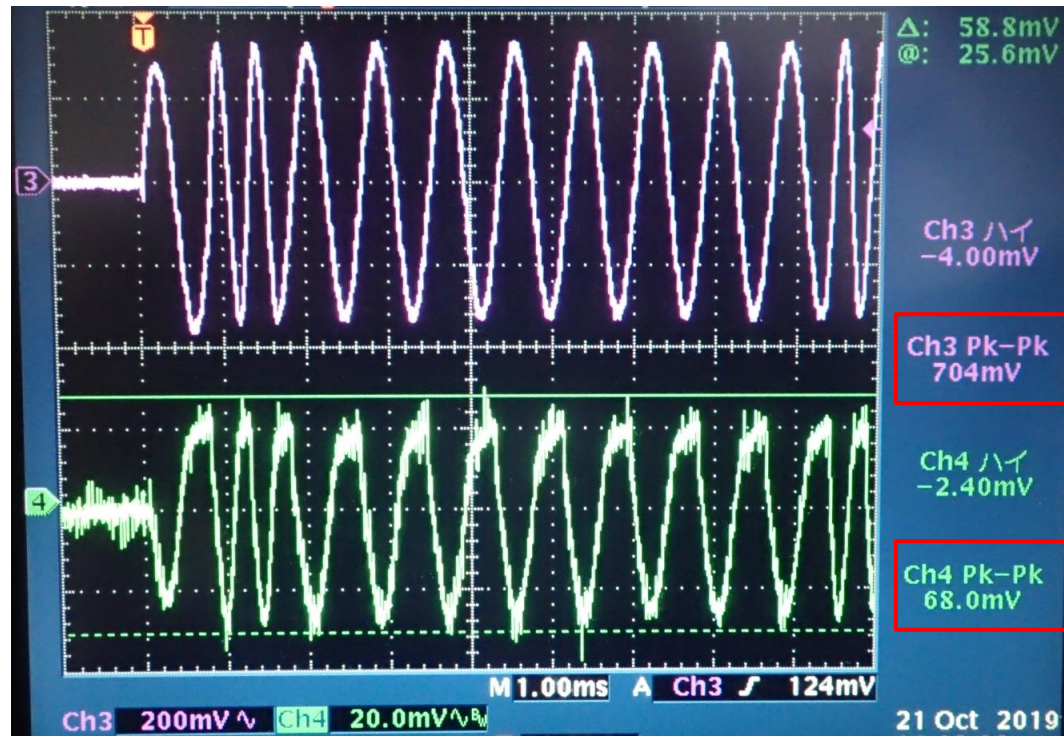 T
Δ: 58.8mV
@: 25.6mV
3
Ch3 ハイ
-4.00mV
Ch3 Pk-Pk
704mV
4
Ch4 ハイ
-2.40mV
Ch4 Pk-Pk
68.0mV
M 1.00ms A Ch3 ƒ 124mV
Ch3 200mV ∿ Ch4 20.0mV ∿ BW
21 Oct 2019